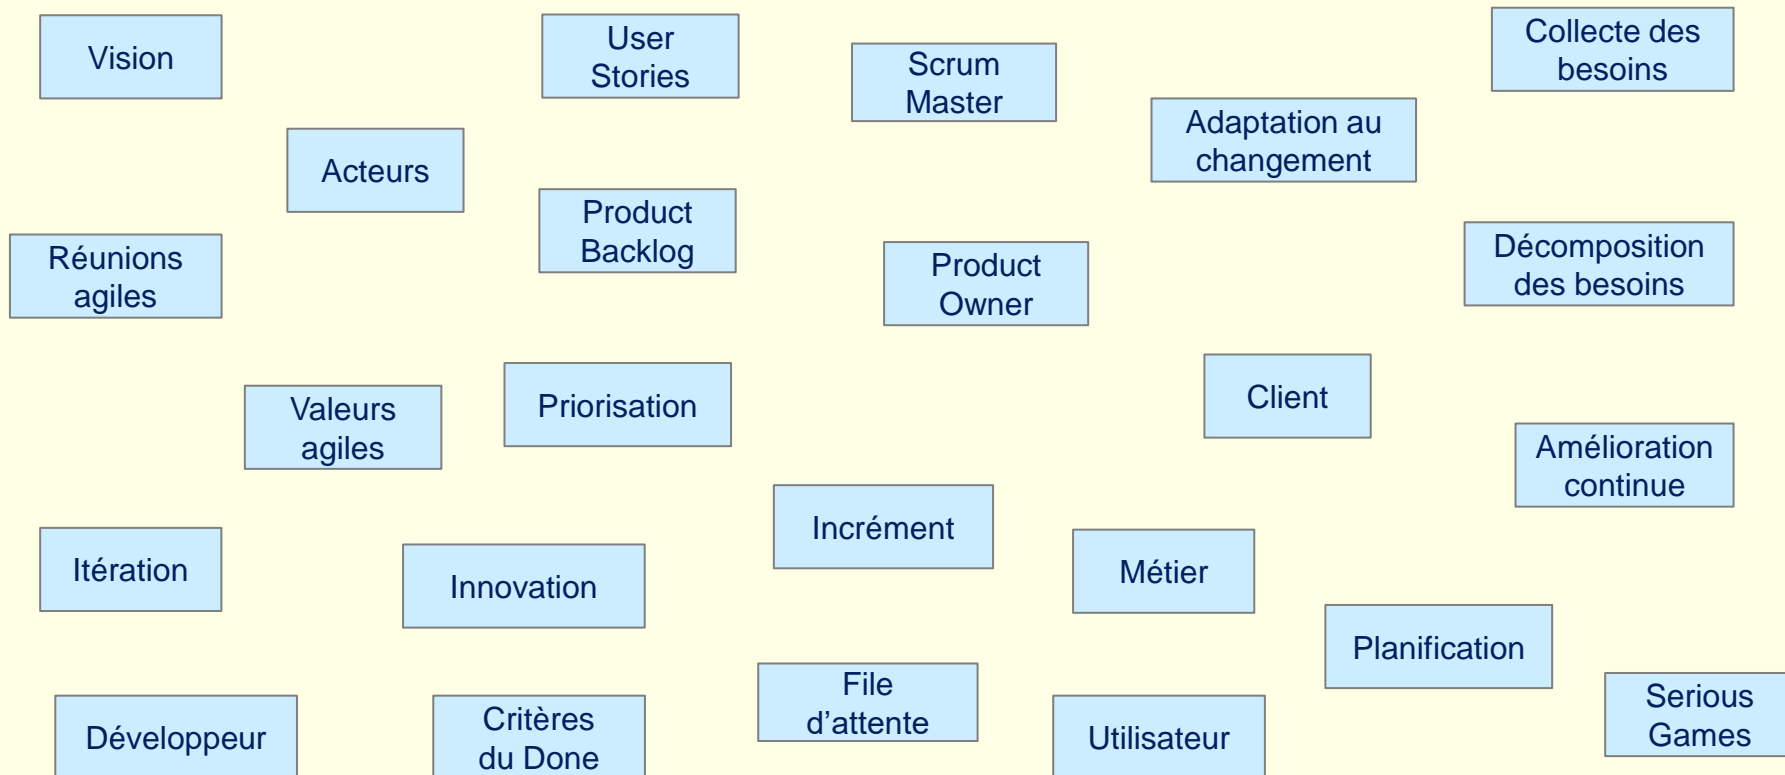 Vision
User
Stories
Scrum
Master
Collecte des
besoins
Adaptation au
changement
Acteurs
Product
Backlog
Réunions
agiles
Product
Owner
Décomposition
des besoins
Valeurs
agiles
Priorisation
Client
Amélioration
continue
Incrément
Itération
Innovation
Métier
Planification
File
d’attente
Serious
Games
Développeur
Critères
du Done
Utilisateur